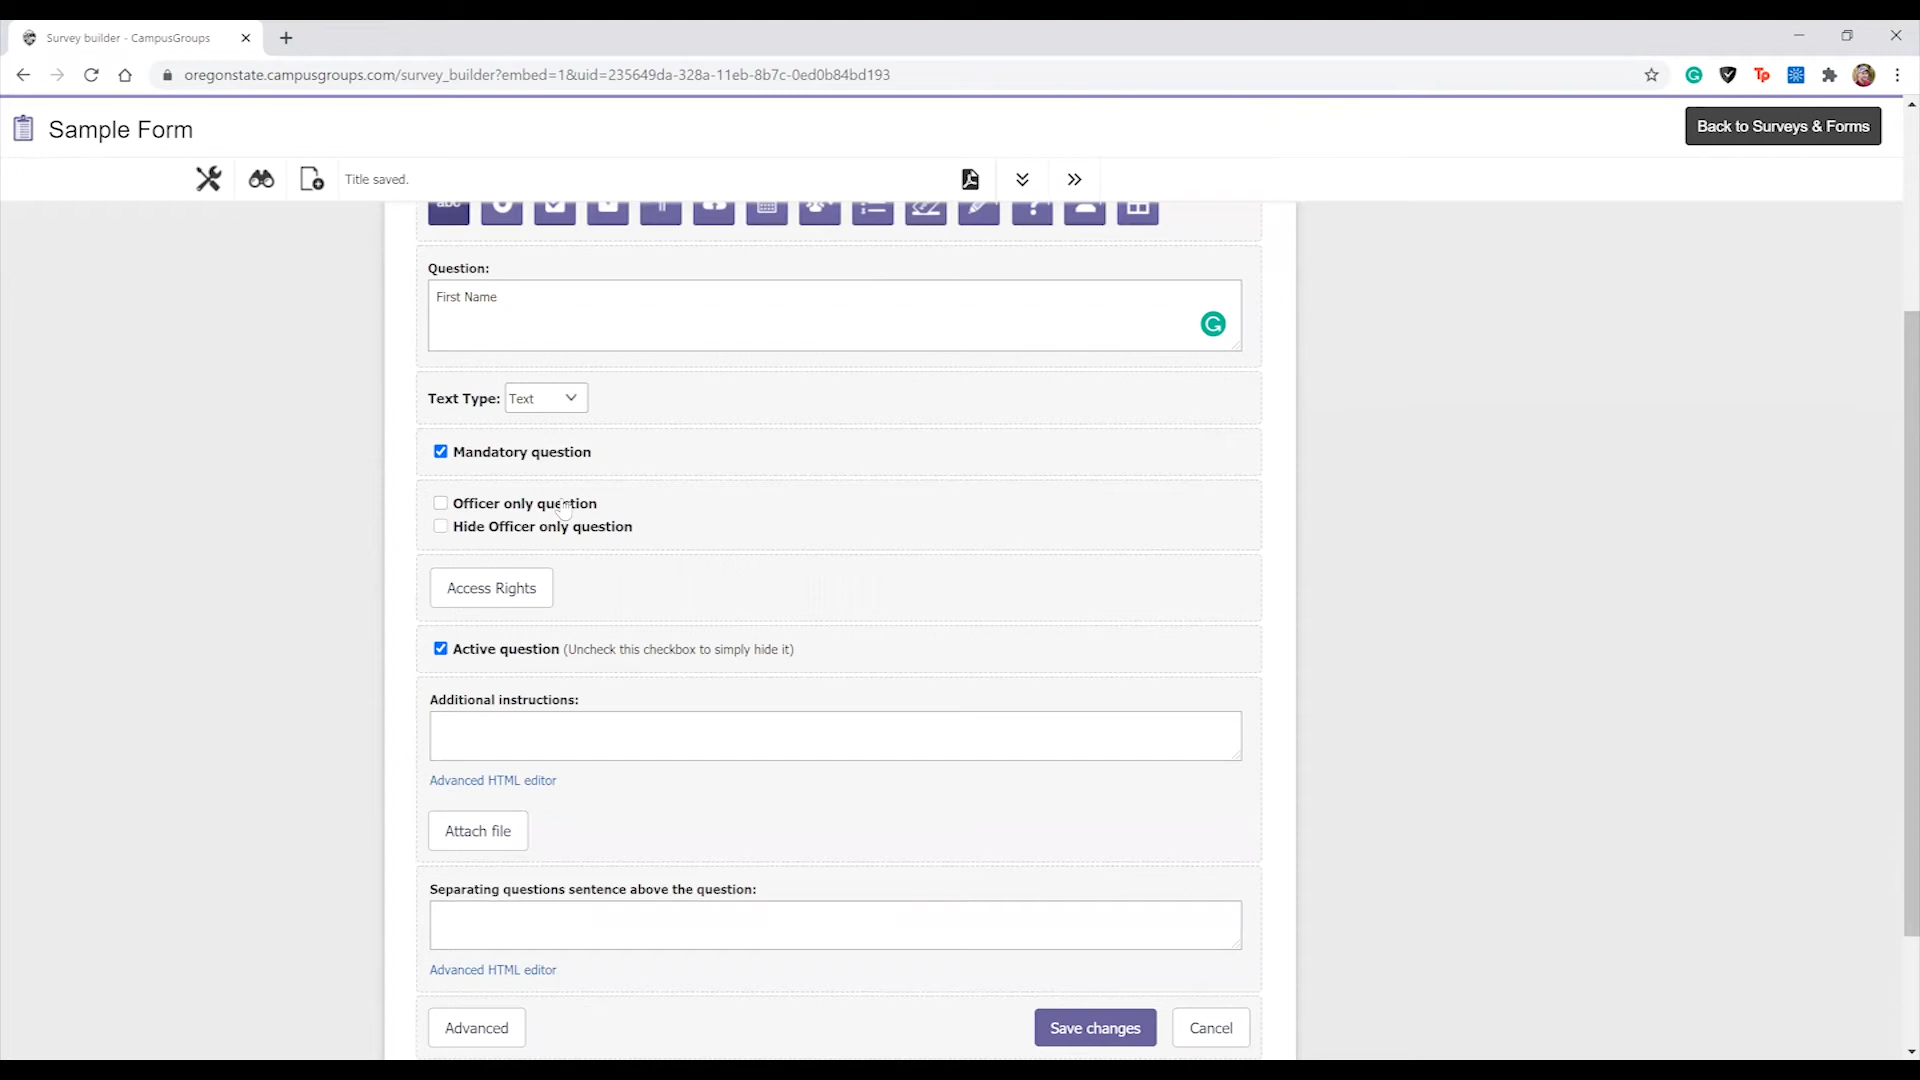 Survey builder - CampusGroups
oregonstate.campusgroups.com/survey_builder?embed=1&uid=235649da-328a-11eb-8b7c-0ed0b84bd193
Tp
Sample Form
Back to Surveys & Forms
Title saved.
abc
Question:
First Name
Text Type: Text
Mandatory question
Officer only question
Hide Officer only question
Access Rights
Active question (Uncheck this checkbox to simply hide it)
Additional instructions:
Advanced HTML editor
Attach file
Separating questions sentence above the question:
Advanced HTML editor
Advanced
Save changes
Cancel